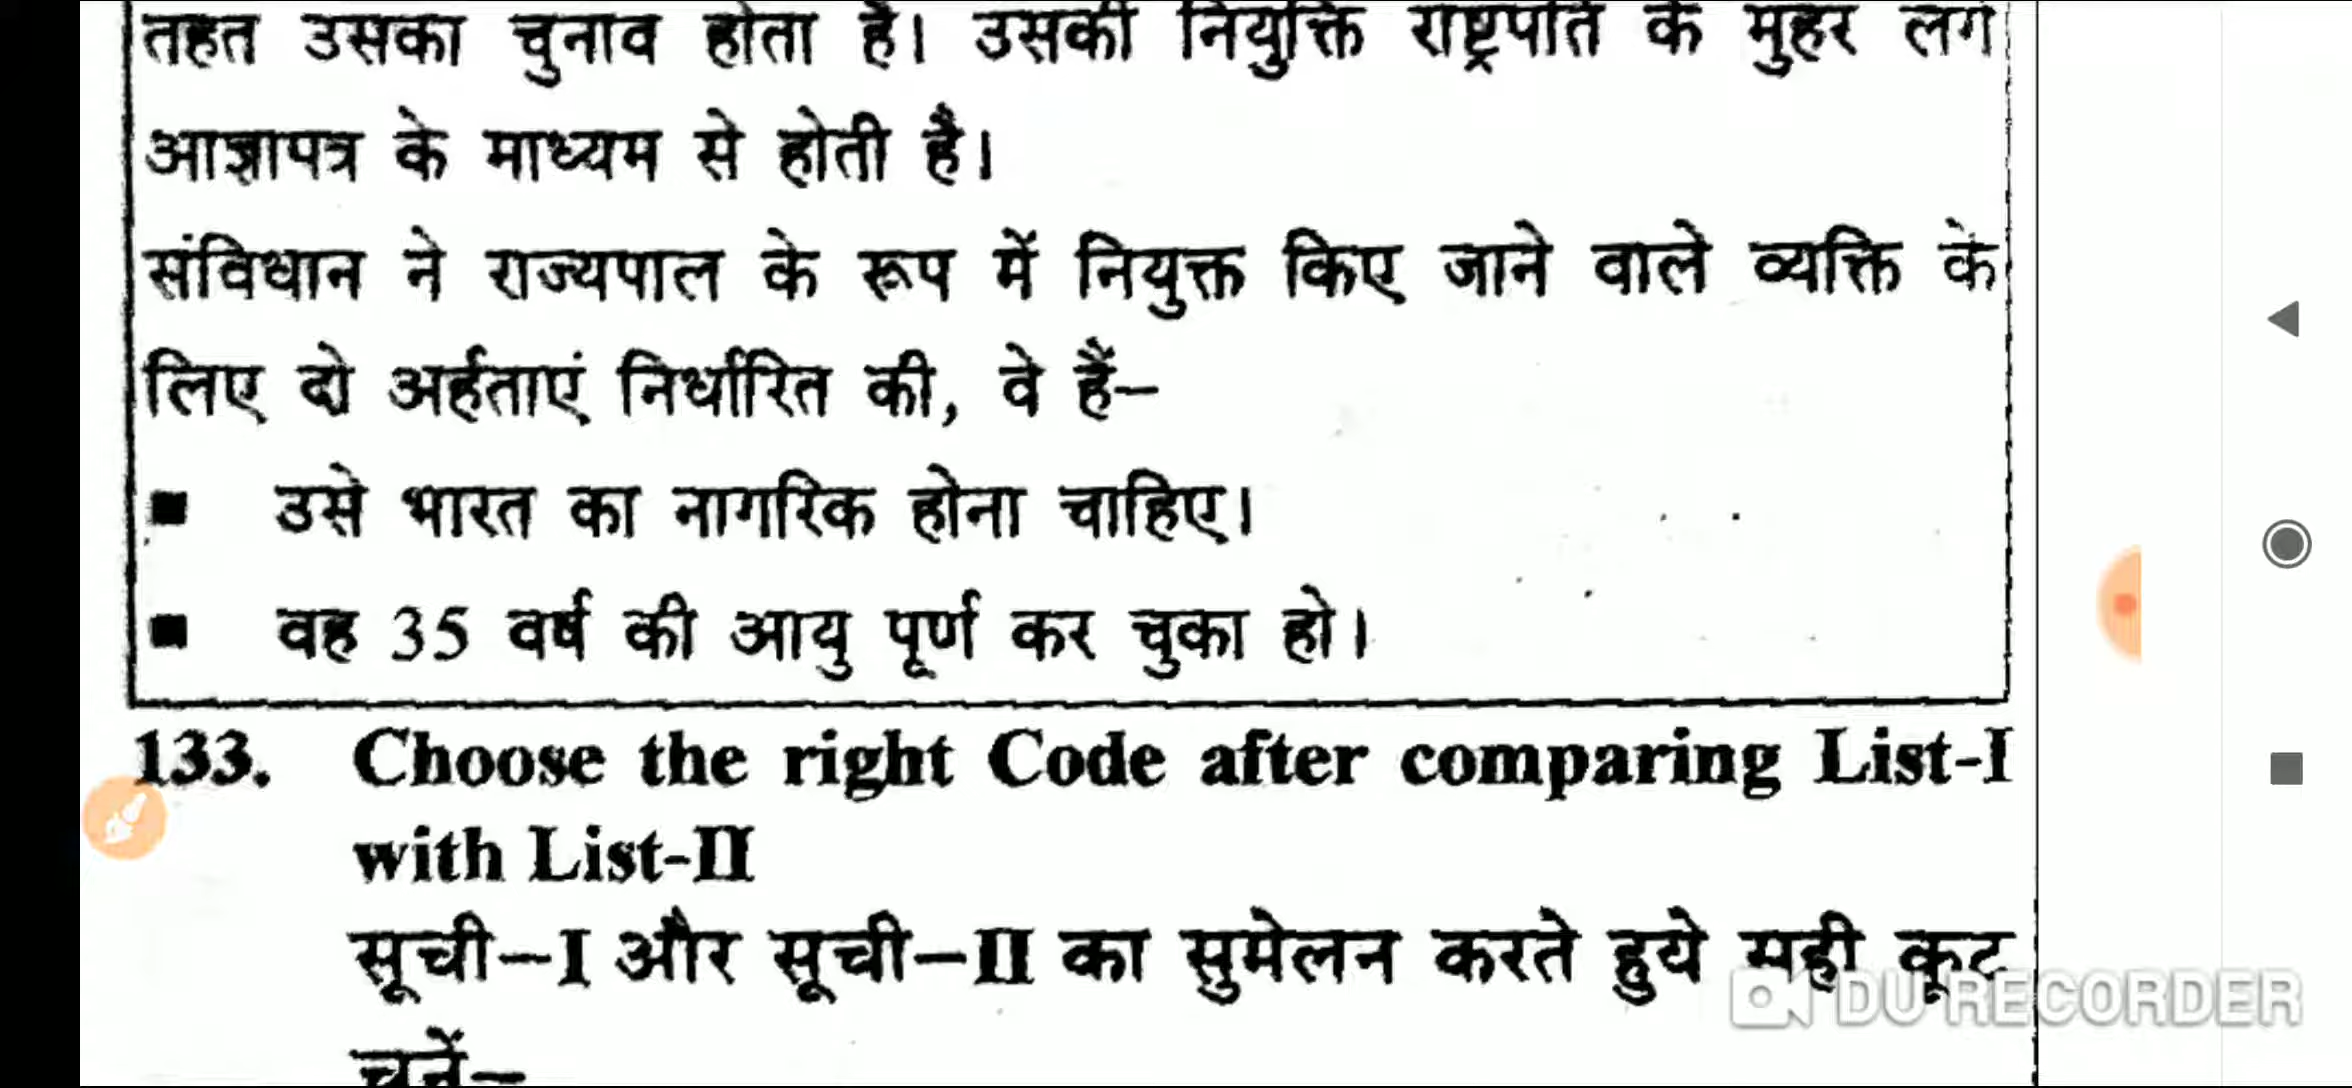 तहत उसका चुनाव होता है। उसकी नियुक्ति राष्ट्रपति के मुहर लगे
आज्ञापत्र के माध्यम से होती है।
संविधान ने राज्यपाल के रूप में नियुक्त किए जाने वाले व्यक्ति के
लिए दो अर्हताएं निर्धारित की, वे हैं–
■ उसे भारत का नागरिक होना चाहिए।
■ वह 35 वर्ष की आयु पूर्ण कर चुका हो।
133. Choose the right Code after comparing List-I
with List-II
सूची–I और सूची–II का सुमेलन करते हुये सही कूट
चुनें–
DU RECORDER